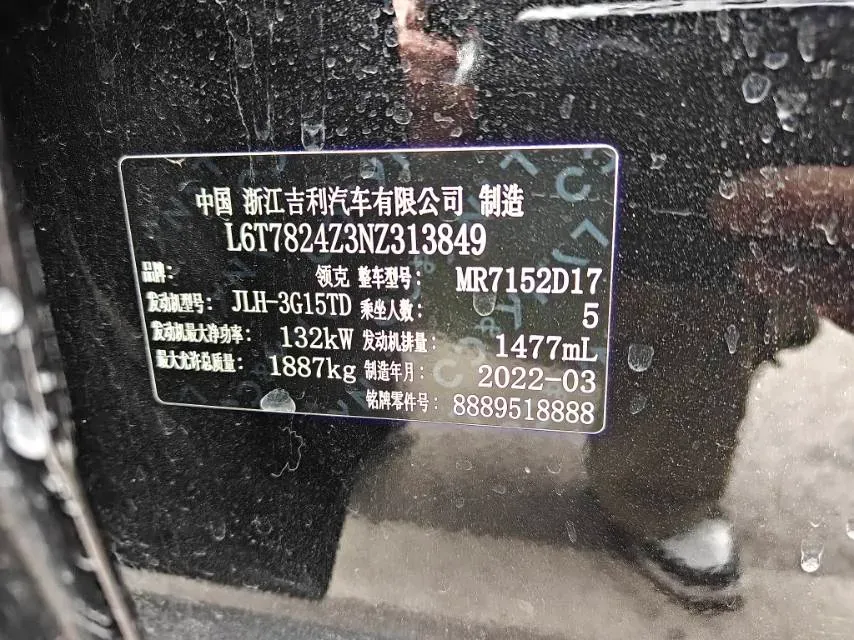 中国 浙江吉利汽车有限公司 制造
L6T7824Z3NZ313849
品牌: 领克 整车型号: MR7152D17
发动机型号: JLH-3G15TD 乘坐人数: 5
发动机最大净功率: 132kW 发动机排量: 1477mL
最大允许总质量: 1887kg 制造年月: 2022-03
铭牌零件号: 8889518888